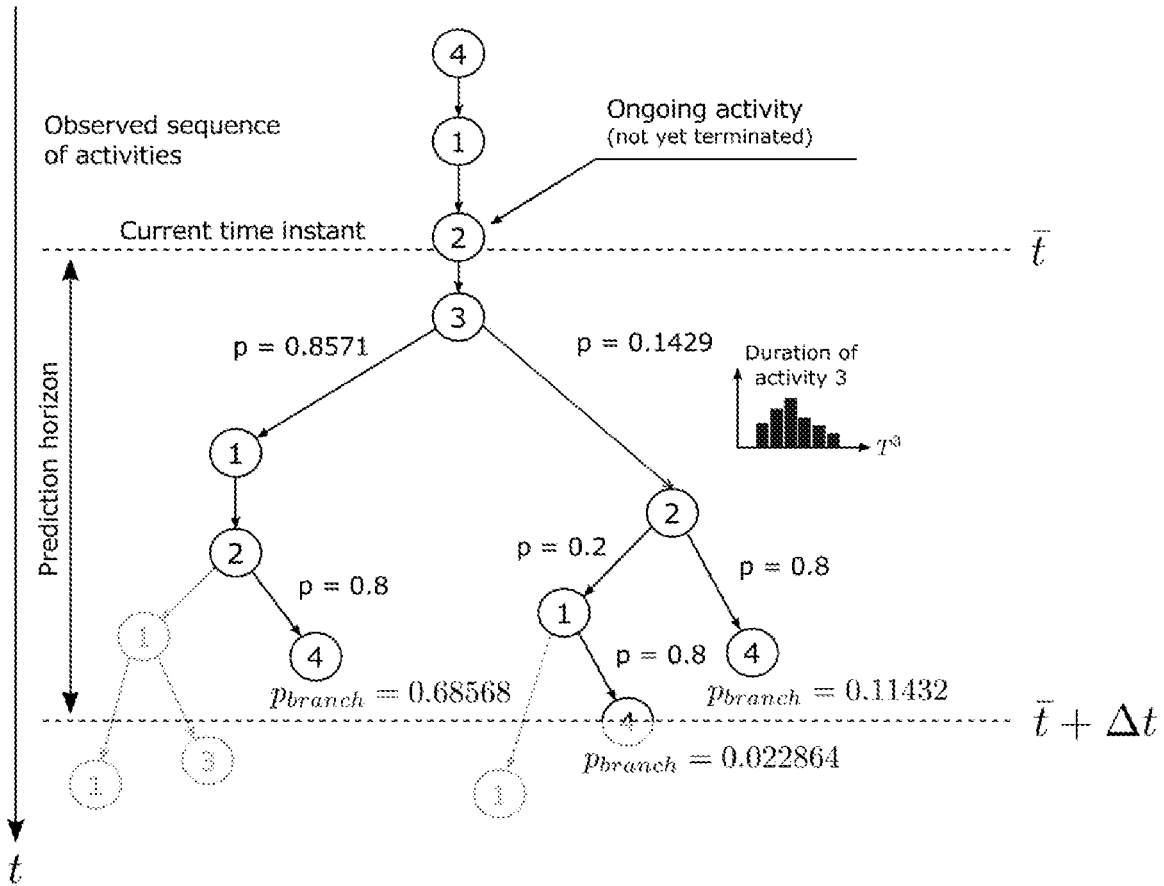 4
Observed sequence
of activities
Ongoing activity
(not yet terminated)
1
Current time instant
2
t̄
3
p = 0.8571
p = 0.1429
Duration of
activity 3
T³
Prediction horizon
1
2
2
p = 0.2
p = 0.8
p = 0.8
1
1
4
p = 0.8
4
p_branch = 0.68568
p_branch = 0.11432
4
t̄ + Δt
p_branch = 0.022864
1
3
1
t